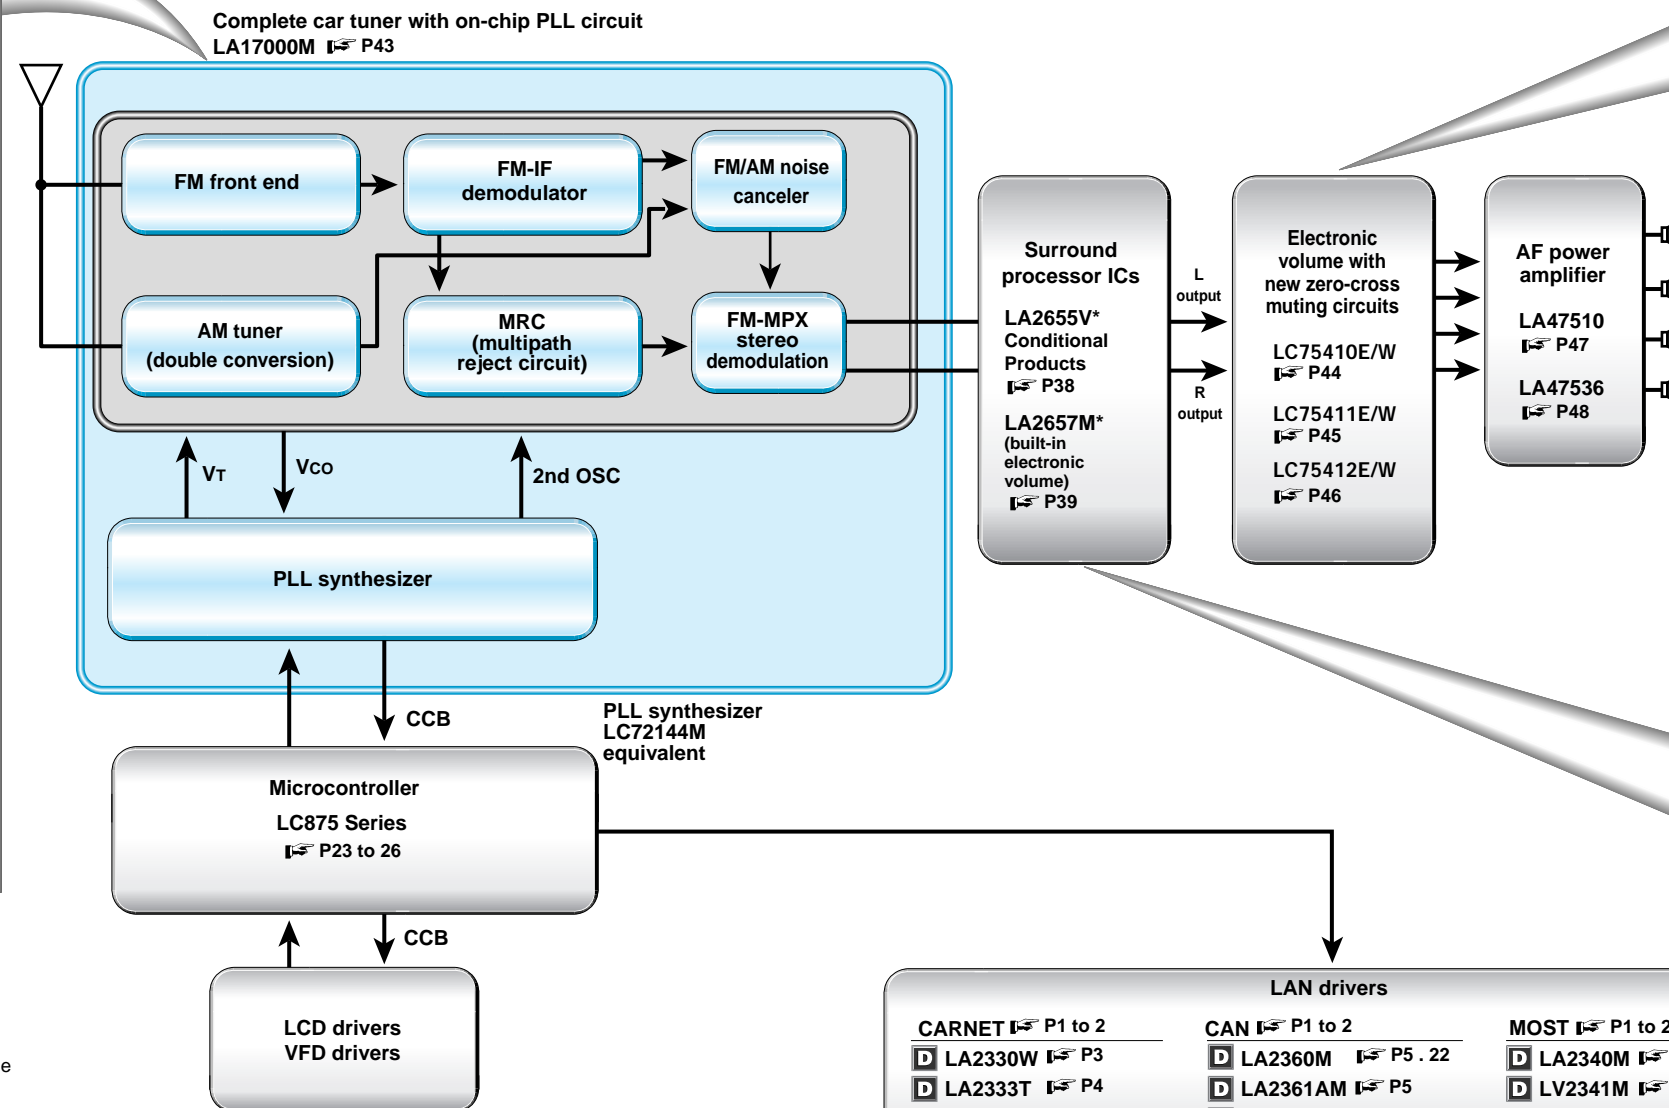 Complete car tuner with on-chip PLL circuit
LA17000M ☞ P43
FM front end
FM-IF
demodulator
FM/AM noise
canceler
AM tuner
(double conversion)
MRC
(multipath
reject circuit)
FM-MPX
stereo
demodulation
VT
VCO
2nd OSC
PLL synthesizer
CCB
PLL synthesizer
LC72144M
equivalent
Microcontroller
LC875 Series
☞ P23 to 26
CCB
LCD drivers
VFD drivers
Surround
processor ICs
LA2655V*
Conditional
Products
☞ P38
LA2657M*
(built-in
electronic
volume)
☞ P39
L
output
R
output
Electronic
volume with
new zero-cross
muting circuits
LC75410E/W
☞ P44
LC75411E/W
☞ P45
LC75412E/W
☞ P46
AF power
amplifier
LA47510
☞ P47
LA47536
☞ P48
LAN drivers
CARNET ☞ P1 to 2
D LA2330W ☞ P3
D LA2333T ☞ P4
CAN ☞ P1 to 2
D LA2360M ☞ P5 . 22
D LA2361AM ☞ P5
MOST ☞ P1 to 2
D LA2340M ☞
D LV2341M ☞
e